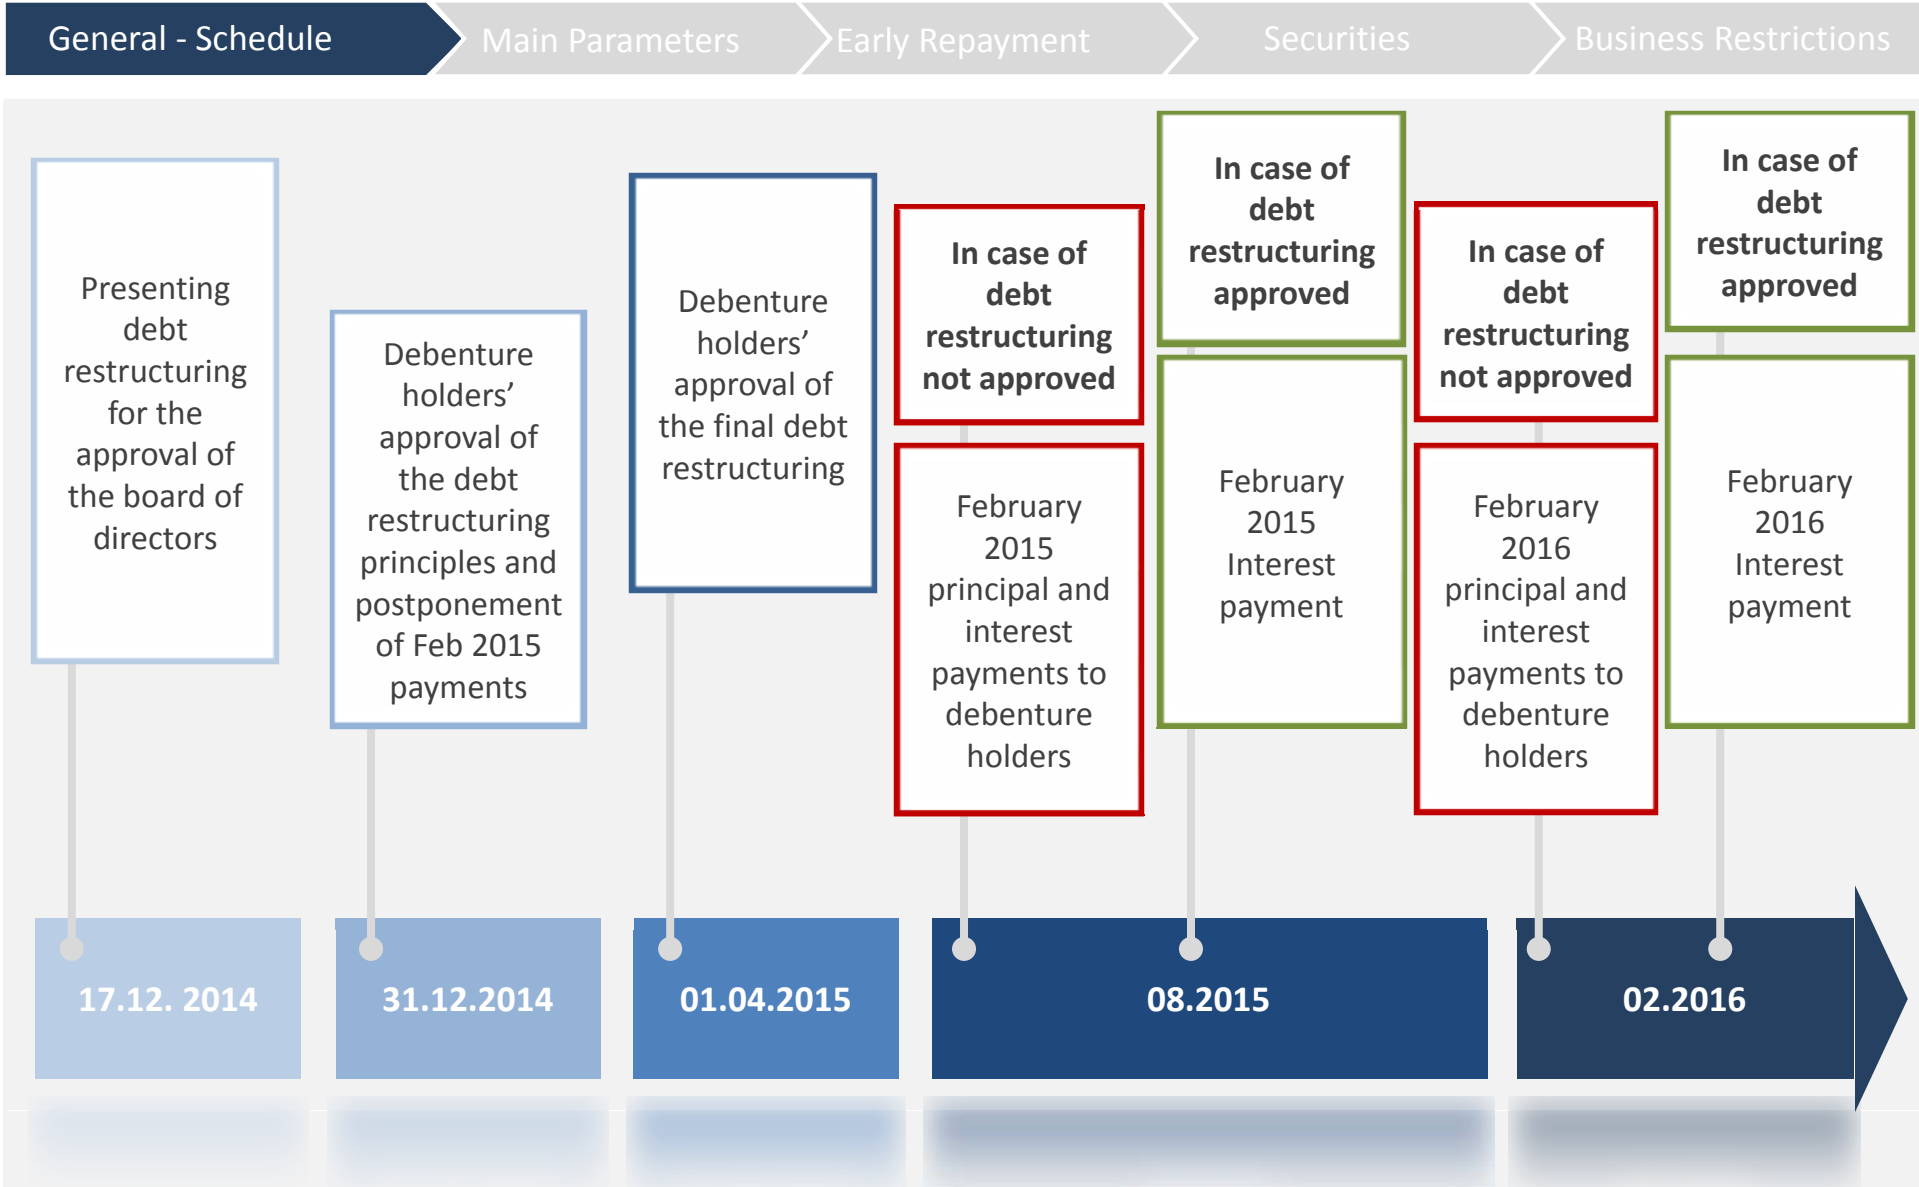 General - Schedule
Main Parameters
Early Repayment
Securities
Business Restrictions
Presenting
debt
restructuring
for the
approval of
the board of
directors
Debenture
holders’
approval of
the debt
restructuring
principles and
postponement
of Feb 2015
payments
Debenture
holders’
approval of
the final debt
restructuring
In case of
debt
restructuring
not approved
February
2015
principal and
interest
payments to
debenture
holders
In case of
debt
restructuring
approved
February
2015
Interest
payment
In case of
debt
restructuring
not approved
February
2016
principal and
interest
payments to
debenture
holders
In case of
debt
restructuring
approved
February
2016
Interest
payment
17.12. 2014
31.12.2014
01.04.2015
08.2015
02.2016